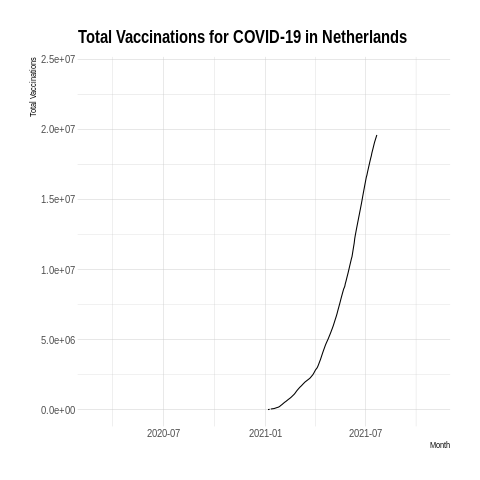 Total Vaccinations for COVID-19 in Netherlands
Total Vaccinations
2.5e+07
2.0e+07
1.5e+07
1.0e+07
5.0e+06
0.0e+00
2020-07
2021-01
2021-07
Month